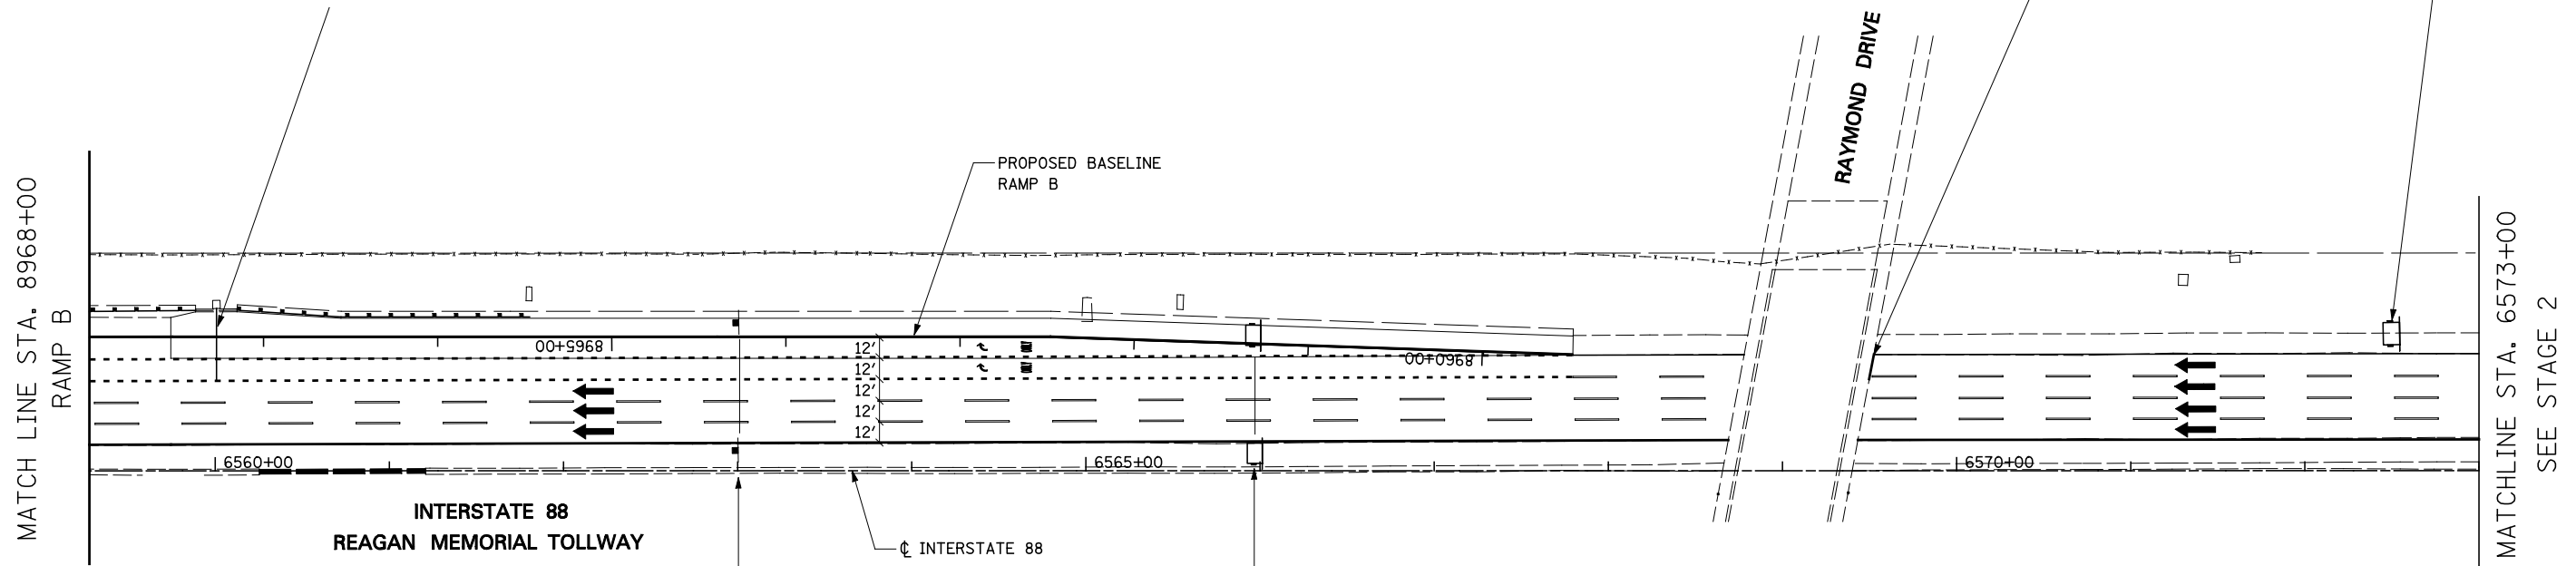 MATCH LINE STA. 8968+00
RAMP B
RAYMOND DRIVE
PROPOSED BASELINE
RAMP B
8965+00
8960+00
12'
12'
12'
12'
12'
6560+00
6565+00
6570+00
INTERSTATE 88
REAGAN MEMORIAL TOLLWAY
℄ INTERSTATE 88
MATCHLINE STA. 6573+00
SEE STAGE 2